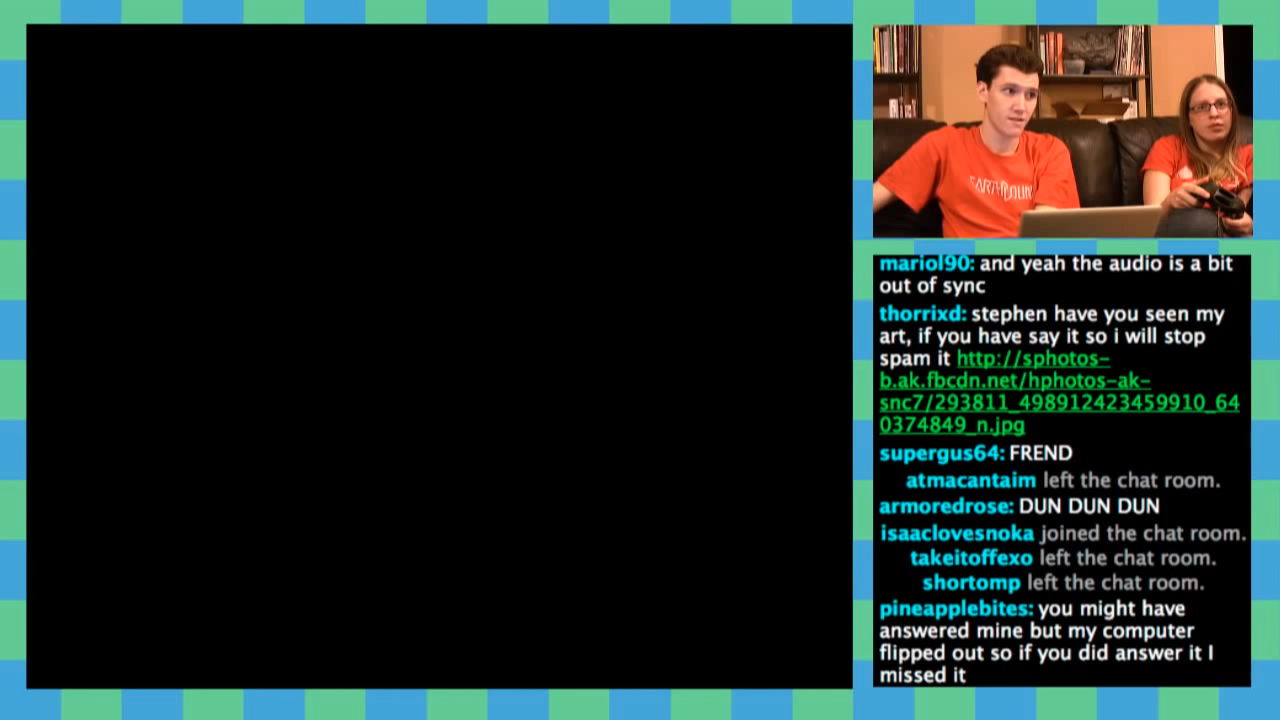 EARTHBOUND
mariol90: and yeah the audio is a bit
out of sync
thorrixd: stephen have you seen my
art, if you have say it so i will stop
spam it http://sphotos-
b.ak.fbcdn.net/hphotos-ak-
snc7/293811_498912423459910_64
0374849_n.jpg
supergus64: FREND
atmacantaim left the chat room.
armoredrose: DUN DUN DUN
isaaclovesnoka joined the chat room.
takeitoffexo left the chat room.
shortomp left the chat room.
pineapplebites: you might have
answered mine but my computer
flipped out so if you did answer it I
missed it